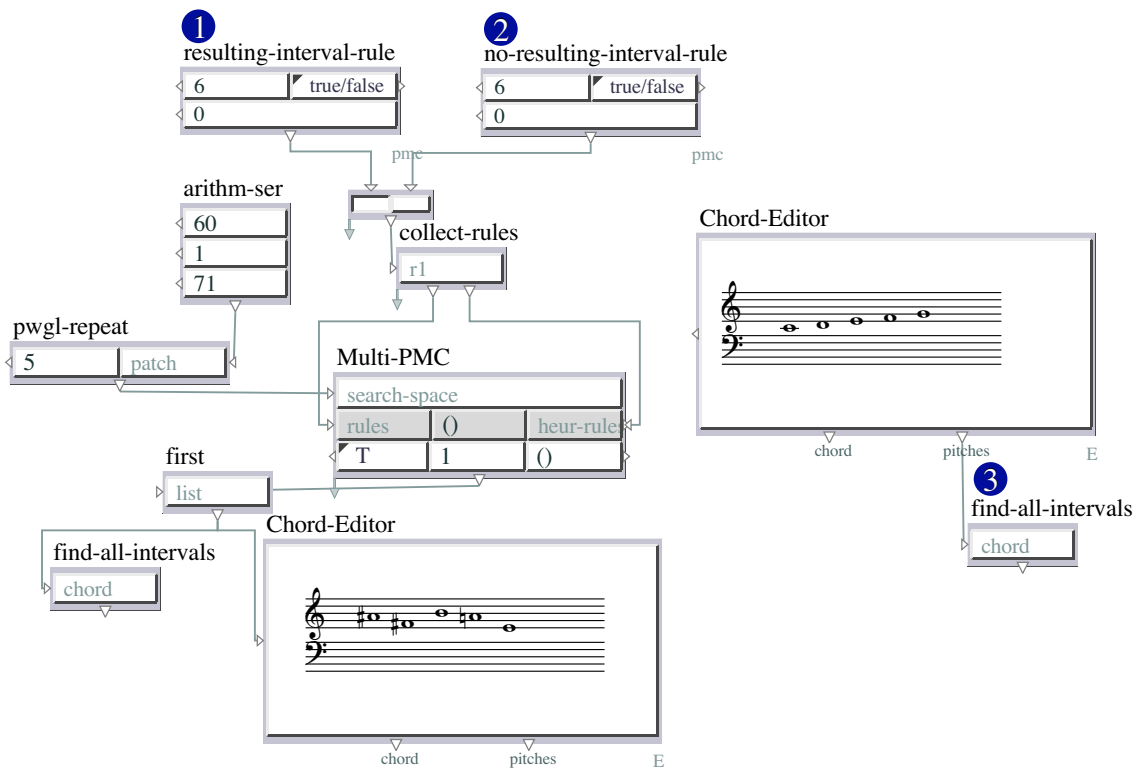 1
resulting-interval-rule
6 true/false
0
pmc
2
no-resulting-interval-rule
6 true/false
0
pmc
arithm-ser
60
1
71
collect-rules
r1
pwgl-repeat
5 patch
Multi-PMC
search-space
rules () heur-rules
T 1 ()
first
list
find-all-intervals
chord
Chord-Editor
chord pitches E
Chord-Editor
chord pitches E
3
find-all-intervals
chord